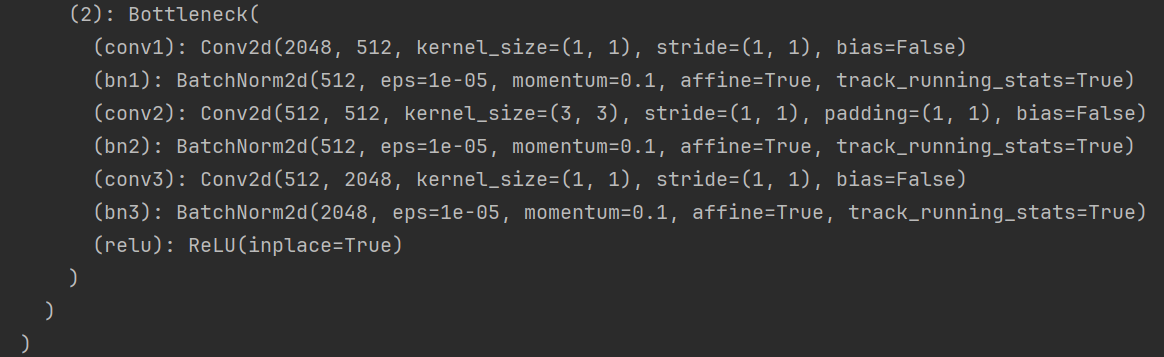 (2): Bottleneck(
(conv1): Conv2d(2048, 512, kernel_size=(1, 1), stride=(1, 1), bias=False)
(bn1): BatchNorm2d(512, eps=1e-05, momentum=0.1, affine=True, track_running_stats=True)
(conv2): Conv2d(512, 512, kernel_size=(3, 3), stride=(1, 1), padding=(1, 1), bias=False)
(bn2): BatchNorm2d(512, eps=1e-05, momentum=0.1, affine=True, track_running_stats=True)
(conv3): Conv2d(512, 2048, kernel_size=(1, 1), stride=(1, 1), bias=False)
(bn3): BatchNorm2d(2048, eps=1e-05, momentum=0.1, affine=True, track_running_stats=True)
(relu): ReLU(inplace=True)
)
)
)